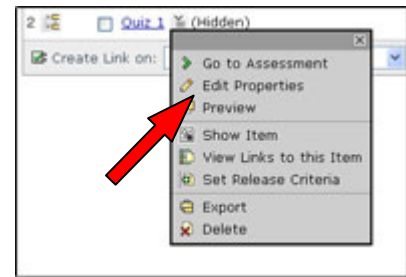 2 Quiz 1 (Hidden)
Create Link on:
Go to Assessment
Edit Properties
Preview
Show Item
View Links to this Item
Set Release Criteria
Export
Delete